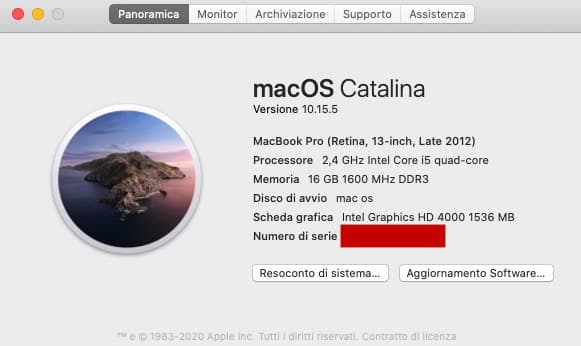 Panoramica Monitor Archiviazione Supporto Assistenza
macOS Catalina
Versione 10.15.5
MacBook Pro (Retina, 13-inch, Late 2012)
Processore 2,4 GHz Intel Core i5 quad-core
Memoria 16 GB 1600 MHz DDR3
Disco di avvio mac os
Scheda grafica Intel Graphics HD 4000 1536 MB
Numero di serie
Resoconto di sistema... Aggiornamento Software...
™ e © 1983-2020 Apple Inc. Tutti i diritti riservati. Contratto di licenza